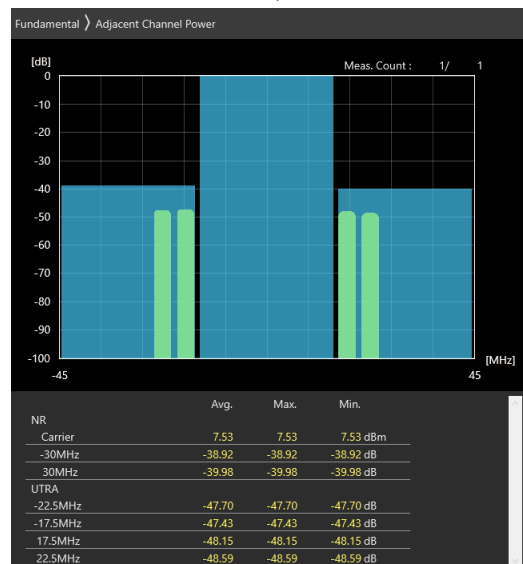 Fundamental 〉 Adjacent Channel Power
[dB]
Meas. Count : 1/ 1
0
-10
-20
-30
-40
-50
-60
-70
-80
-90
-100
[MHz]
-45 45
Avg. Max. Min.
NR
Carrier 7.53 7.53 7.53 dBm
-30MHz -38.92 -38.92 -38.92 dB
30MHz -39.98 -39.98 -39.98 dB
UTRA
-22.5MHz -47.70 -47.70 -47.70 dB
-17.5MHz -47.43 -47.43 -47.43 dB
17.5MHz -48.15 -48.15 -48.15 dB
22.5MHz -48.59 -48.59 -48.59 dB